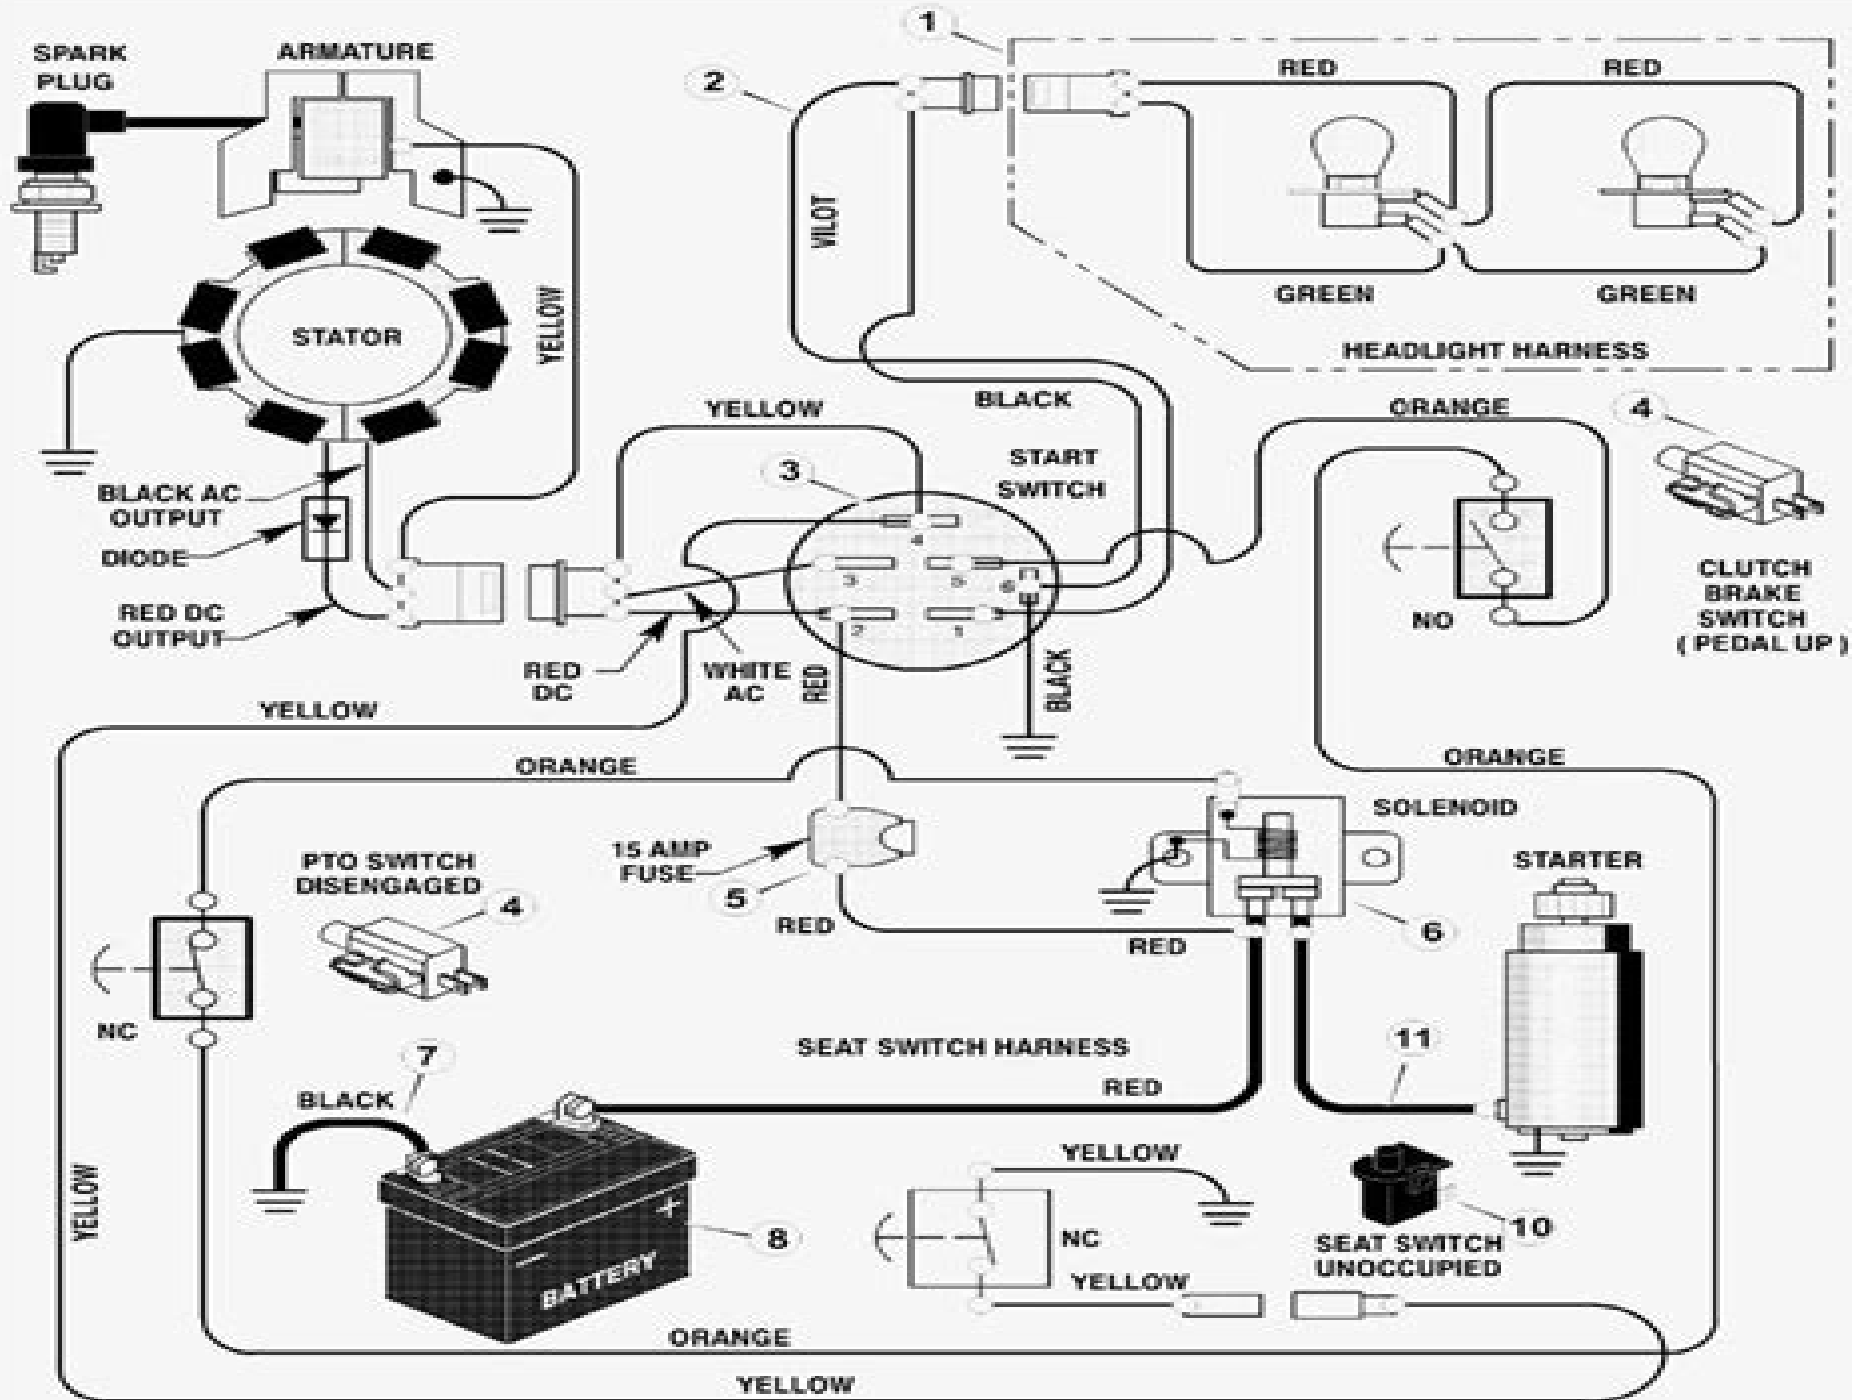 1
SPARK
PLUG
ARMATURE
2
RED
RED
VILOT
GREEN
GREEN
HEADLIGHT HARNESS
STATOR
YELLOW
YELLOW
BLACK
ORANGE
4
START
SWITCH
3
BLACK AC
OUTPUT
DIODE
4
3
5
6
2
1
CLUTCH
BRAKE
SWITCH
( PEDAL UP )
NO
RED DC
OUTPUT
RED
DC
WHITE
AC
RED
BLACK
YELLOW
ORANGE
ORANGE
SOLENOID
15 AMP
FUSE
5
PTO SWITCH
DISENGAGED
4
STARTER
RED
RED
6
NC
SEAT SWITCH HARNESS
11
7
BLACK
RED
YELLOW
YELLOW
8
NC
10
SEAT SWITCH
UNOCCUPIED
+
−
BATTERY
YELLOW
ORANGE
YELLOW